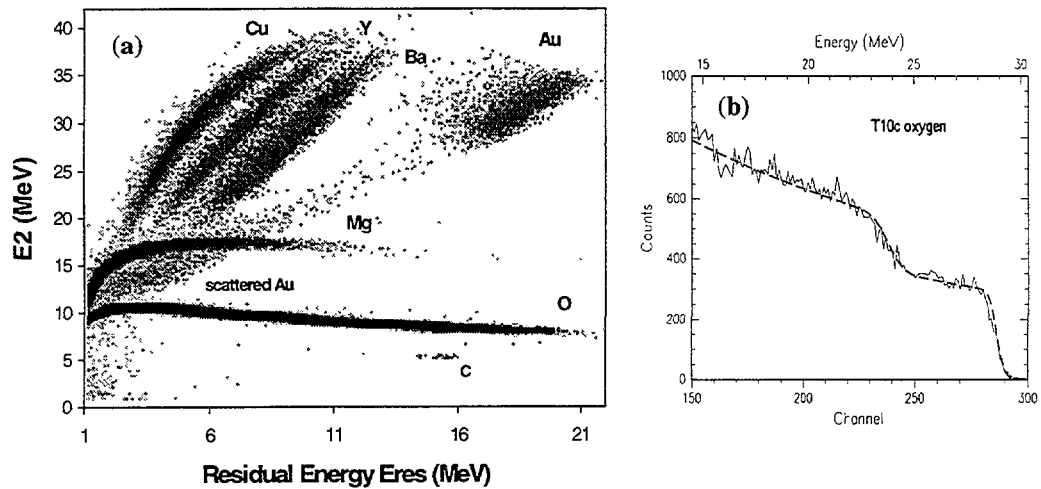 (a)
Cu
Y
Ba
Au
Mg
scattered Au
O
C
E2 (MeV)
40
35
30
25
20
15
10
5
0
1
6
11
16
21
Residual Energy Eres (MeV)
Energy (MeV)
15
20
25
30
(b)
T10c oxygen
Counts
1000
800
600
400
200
0
150
200
250
300
Channel